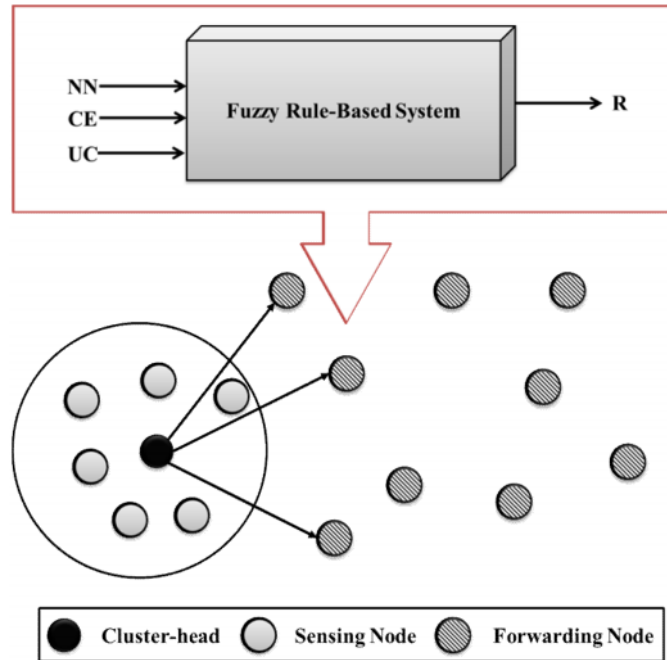 NN
CE
UC
Fuzzy Rule-Based System
R
Cluster-head
Sensing Node
Forwarding Node